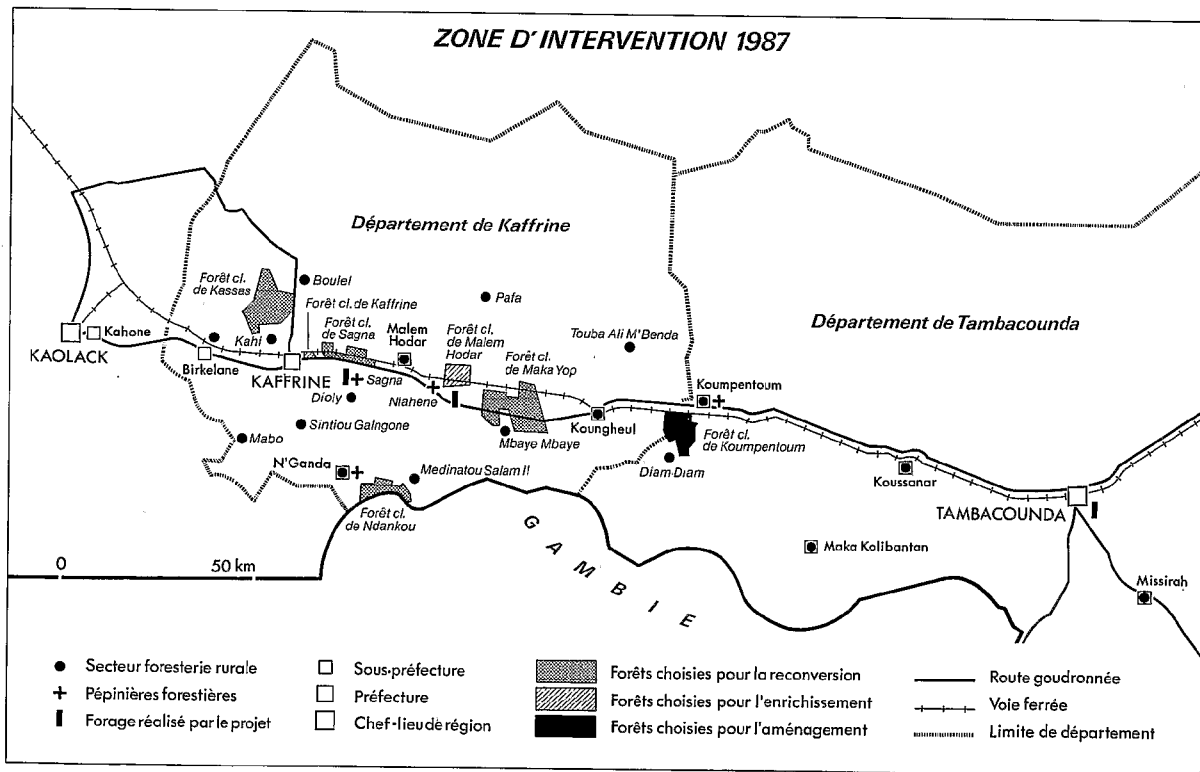 ZONE D'INTERVENTION 1987
Département de Kaffrine
Forêt cl.
de Kassas
Boulel
Forêt cl. de Kaffrine
Pafa
Forêt cl.
de Sagna
Malem
Hodar
Forêt cl.
de Malem
Hodar
Touba Ali M'Benda
Département de Tambacounda
Kahone
Kahi
KAOLACK
Birkelane
KAFFRINE
Sagna
Forêt cl.
de Maka Yop
Dioly
Niahene
Koumpentoum
Sintiou Gaingone
Mbaye Mbaye
Koungheul
Forêt cl.
de Koumpentoum
Mabo
N'Ganda
Medinatou Salam II
Diam-Diam
Koussanar
Forêt cl.
de Ndankou
TAMBACOUNDA
GAMBIE
Maka Kolibantan
Missirah
0 50 km
Secteur foresterie rurale
Pépinières forestières
Forage réalisé par le projet
Sous-préfecture
Préfecture
Chef-lieu de région
Forêts choisies pour la reconversion
Forêts choisies pour l'enrichissement
Forêts choisies pour l'aménagement
Route goudronnée
Voie ferrée
Limite de département